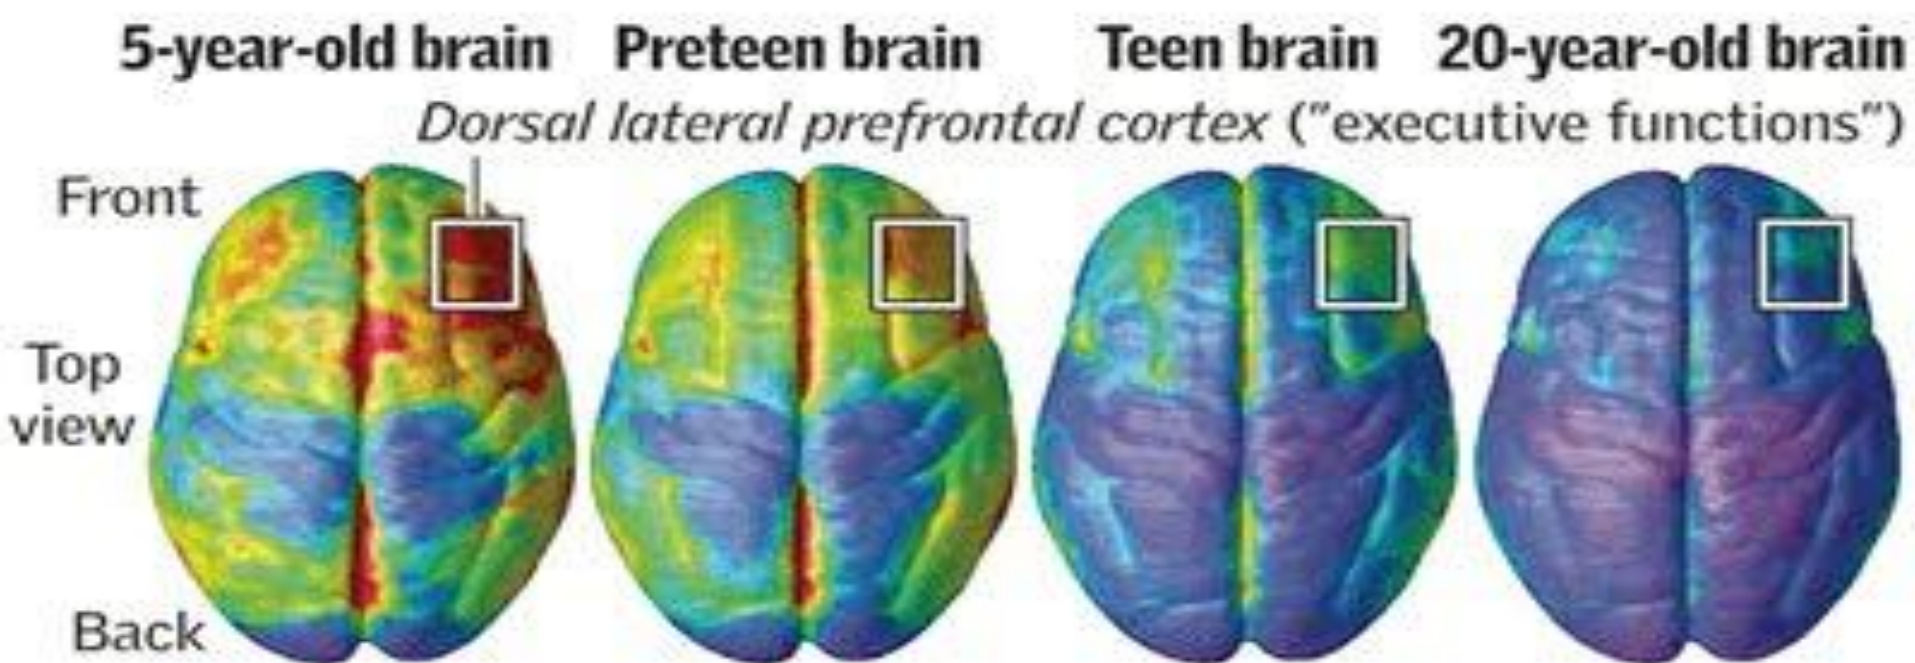 5-year-old brain Preteen brain Teen brain 20-year-old brain
Dorsal lateral prefrontal cortex ("executive functions")
Front
Top
view
Back